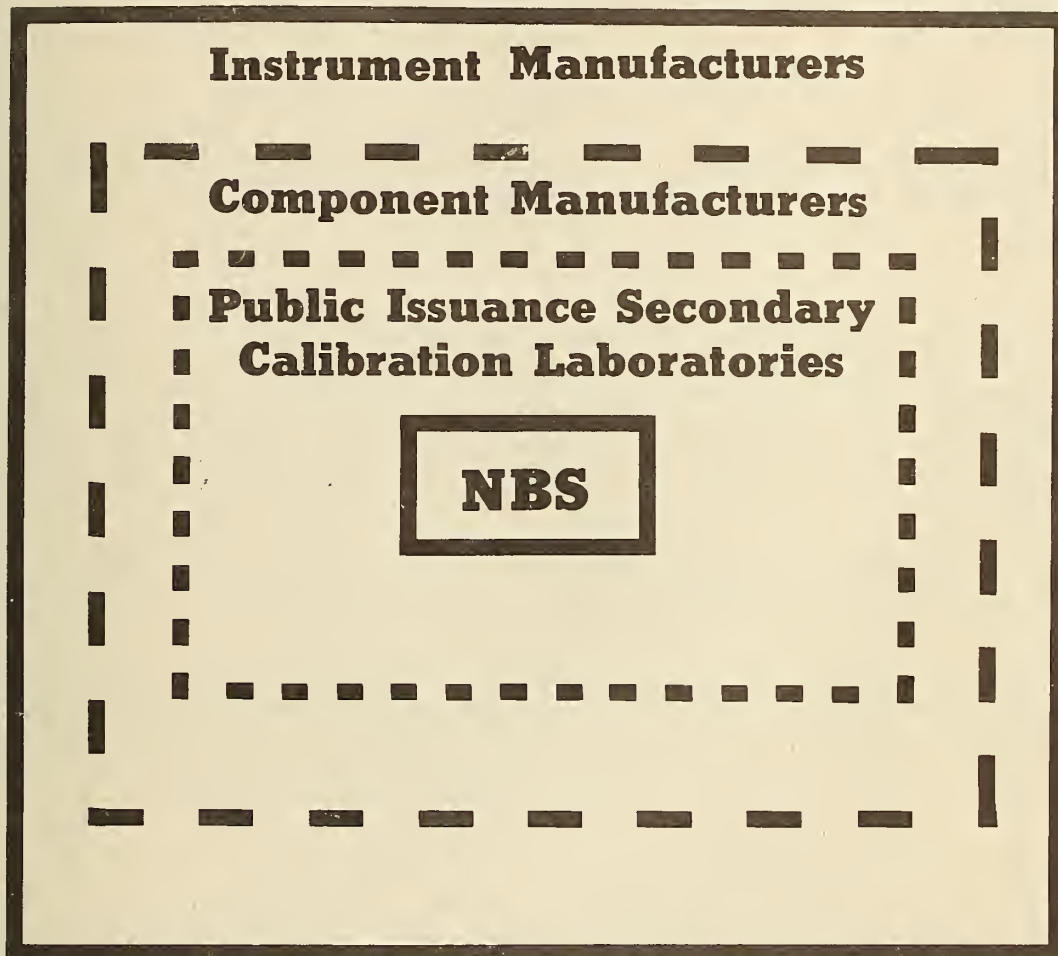 Instrument Manufacturers
Component Manufacturers
Public Issuance Secondary
Calibration Laboratories
NBS